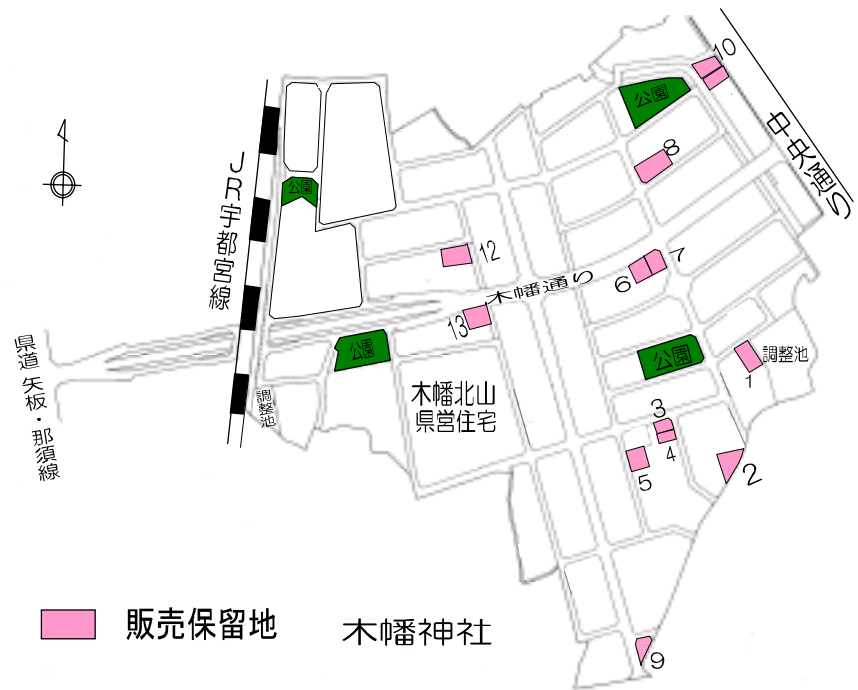 10
公園
中央通り
8
JR宇都宮線
公園
12
7
6
木幡通り
13
県道 矢板・那須線
公園
公園
調整池
1
調整池
木幡北山
県営住宅
3
4
5
2
販売保留地
木幡神社
9